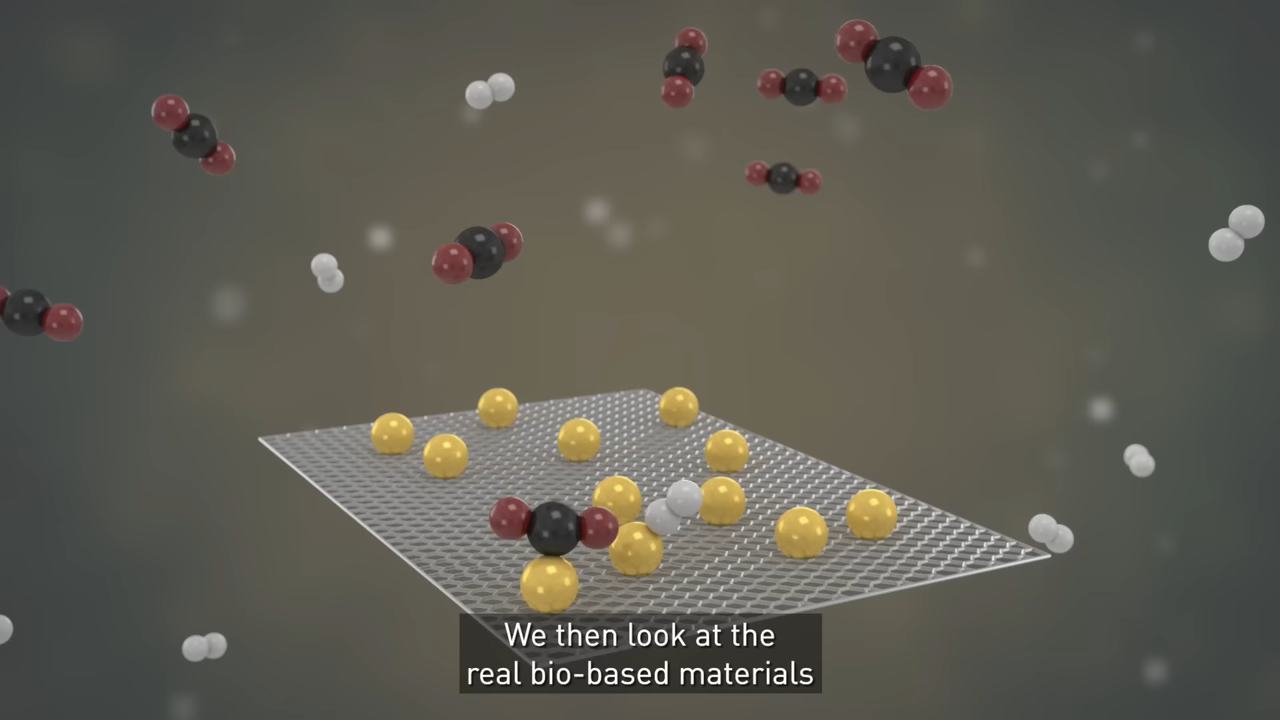 We then look at the
real bio-based materials